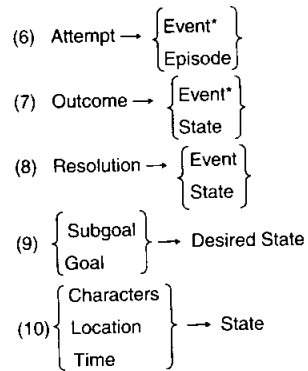 (6) Attempt → {Event*
Episode}
(7) Outcome → {Event*
State}
(8) Resolution → {Event
State}
(9) {Subgoal
Goal} → Desired State
(10) {Characters
Location
Time} → State